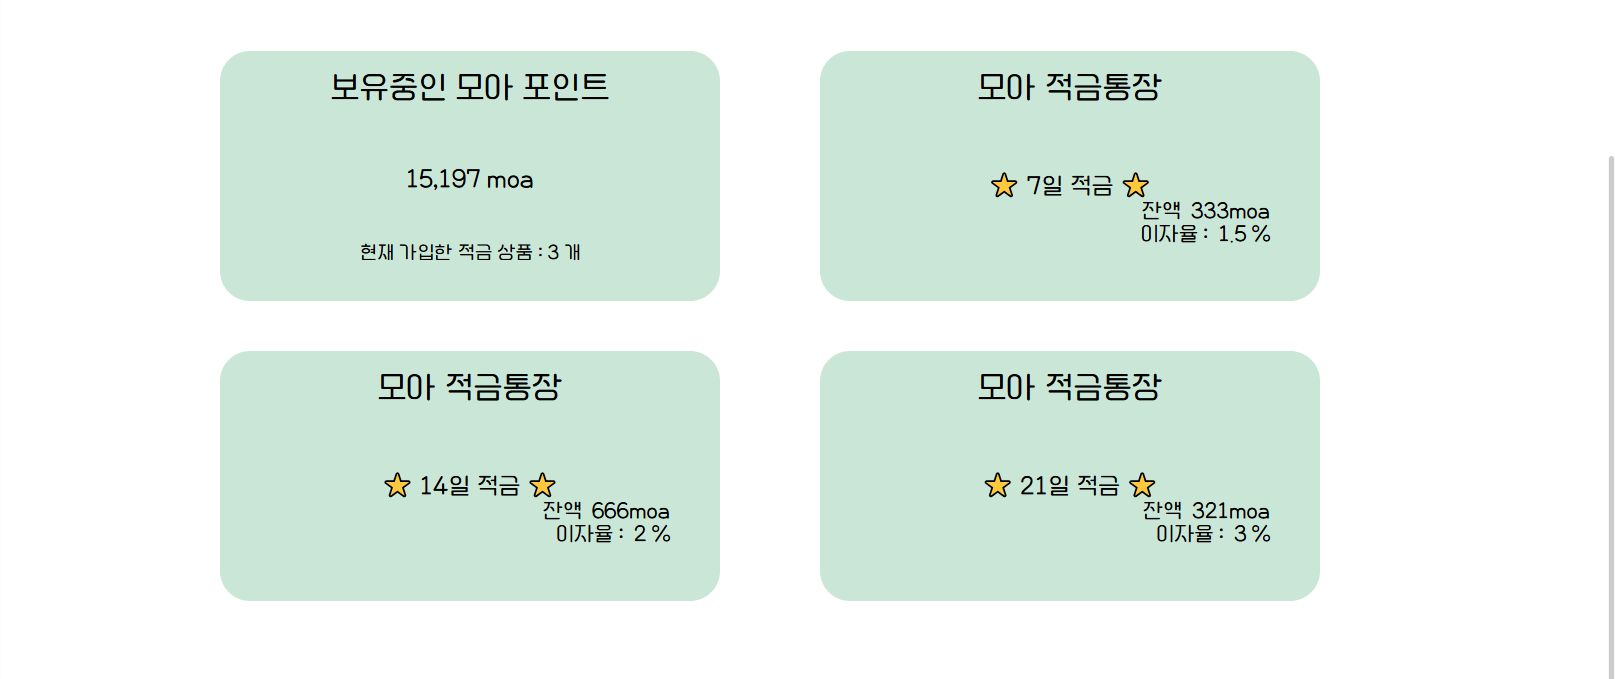 보유중인 모아 포인트
15,197 moa
현재 가입한 적금 상품 : 3 개
모아 적금통장
⭐ 7일 적금 ⭐
잔액 333moa
이자율 : 1.5 %
모아 적금통장
⭐ 14일 적금 ⭐
잔액 666moa
이자율 : 2 %
모아 적금통장
⭐ 21일 적금 ⭐
잔액 321moa
이자율 : 3 %